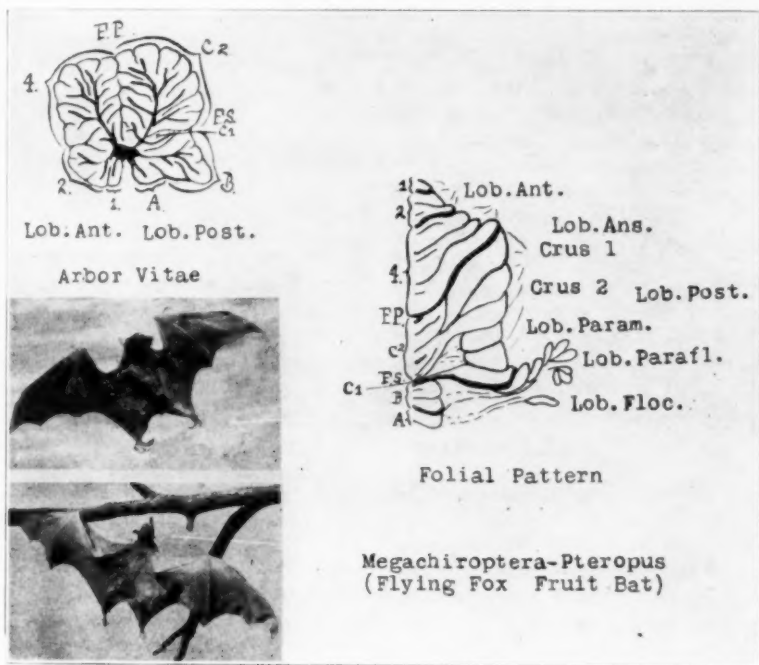 F.P.
C2
4.
F.S.
C1
2.
1.
A.
B.
Lob.Ant. Lob.Post.
Arbor Vitae
1
Lob.Ant.
2
Lob.Ans.
Crus 1
4
Crus 2
Lob.Post.
F.P.
Lob.Param.
C2
Lob.Parafl.
F.S
C1
B
Lob.Floc.
A
Folial Pattern
Megachiroptera-Pteropus
(Flying Fox Fruit Bat)